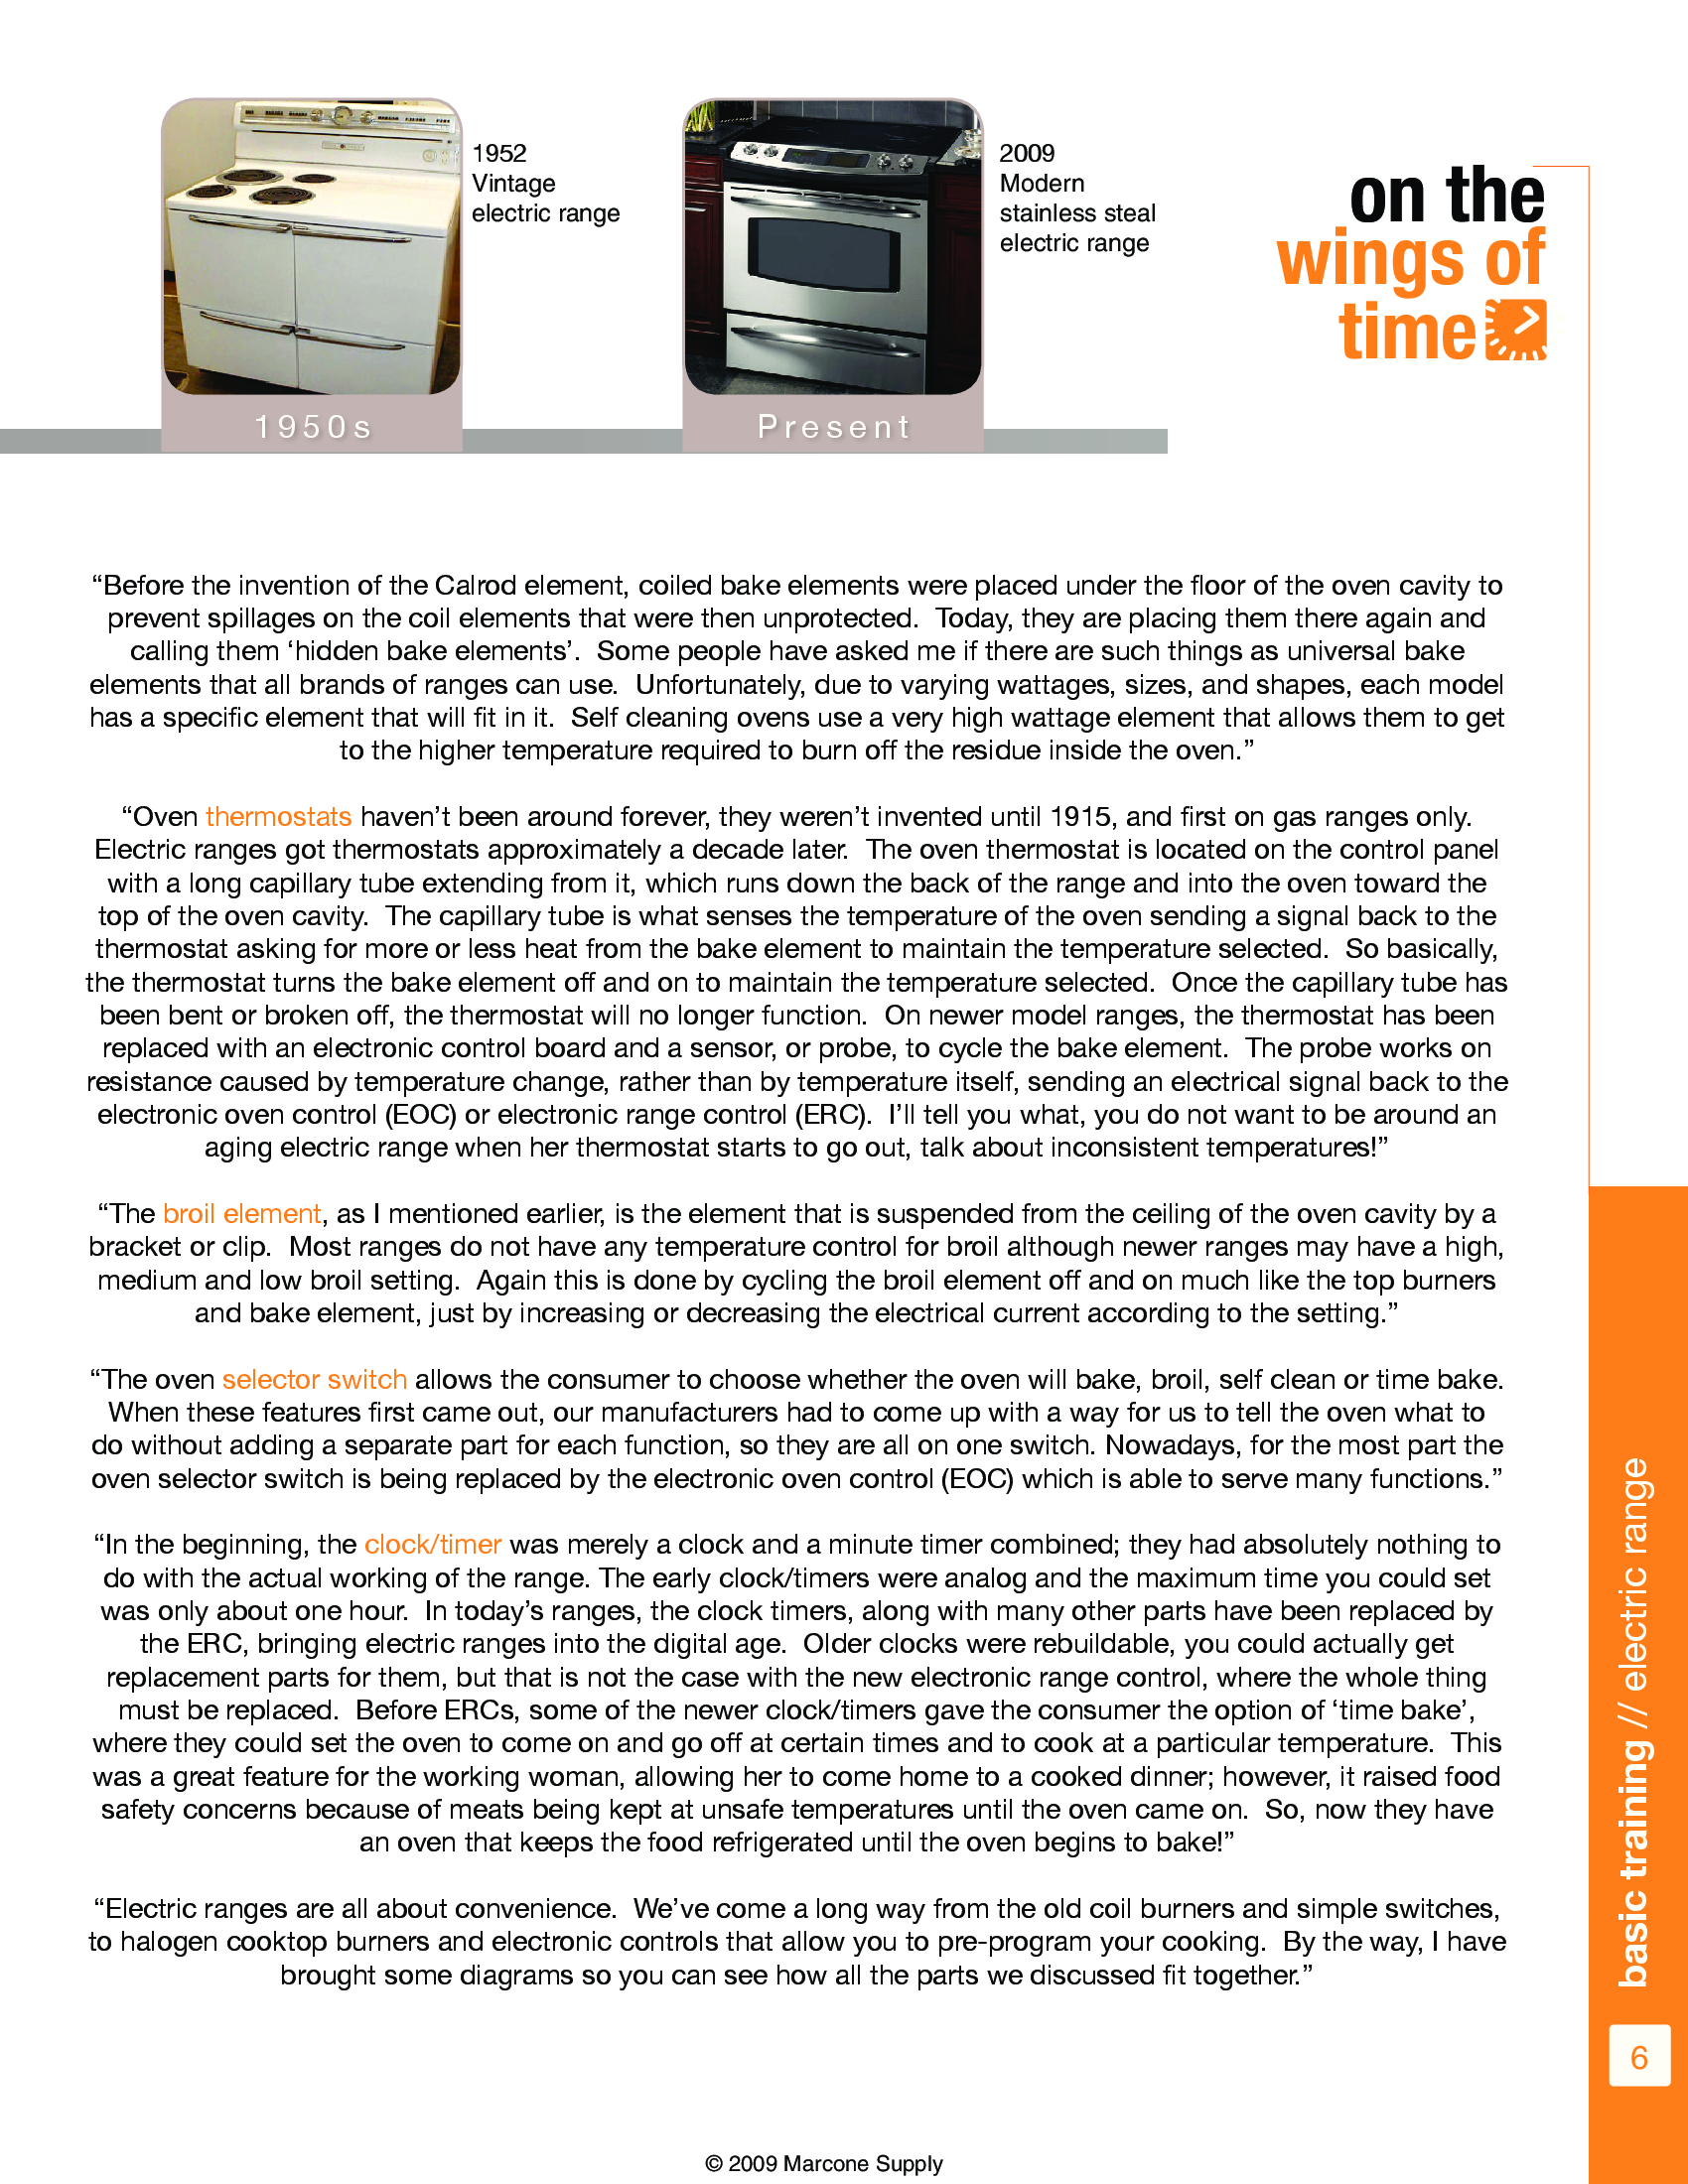 1952
Vintage
electric range
2009
Modern
stainless steal
electric range
on the
wings of
time
1950s
Present
“Before the invention of the Calrod element, coiled bake elements were placed under the floor of the oven cavity to
prevent spillages on the coil elements that were then unprotected.  Today, they are placing them there again and
calling them ‘hidden bake elements’.  Some people have asked me if there are such things as universal bake
elements that all brands of ranges can use.  Unfortunately, due to varying wattages, sizes, and shapes, each model
has a specific element that will fit in it.  Self cleaning ovens use a very high wattage element that allows them to get
to the higher temperature required to burn off the residue inside the oven.”
“Oven thermostats haven’t been around forever, they weren’t invented until 1915, and first on gas ranges only.
Electric ranges got thermostats approximately a decade later.  The oven thermostat is located on the control panel
with a long capillary tube extending from it, which runs down the back of the range and into the oven toward the
top of the oven cavity.  The capillary tube is what senses the temperature of the oven sending a signal back to the
thermostat asking for more or less heat from the bake element to maintain the temperature selected.  So basically,
the thermostat turns the bake element off and on to maintain the temperature selected.  Once the capillary tube has
been bent or broken off, the thermostat will no longer function.  On newer model ranges, the thermostat has been
replaced with an electronic control board and a sensor, or probe, to cycle the bake element.  The probe works on
resistance caused by temperature change, rather than by temperature itself, sending an electrical signal back to the
electronic oven control (EOC) or electronic range control (ERC).  I’ll tell you what, you do not want to be around an
aging electric range when her thermostat starts to go out, talk about inconsistent temperatures!”
“The broil element, as I mentioned earlier, is the element that is suspended from the ceiling of the oven cavity by a
bracket or clip.  Most ranges do not have any temperature control for broil although newer ranges may have a high,
medium and low broil setting.  Again this is done by cycling the broil element off and on much like the top burners
and bake element, just by increasing or decreasing the electrical current according to the setting.”
“The oven selector switch allows the consumer to choose whether the oven will bake, broil, self clean or time bake.
When these features first came out, our manufacturers had to come up with a way for us to tell the oven what to
do without adding a separate part for each function, so they are all on one switch. Nowadays, for the most part the
oven selector switch is being replaced by the electronic oven control (EOC) which is able to serve many functions.”
“In the beginning, the clock/timer was merely a clock and a minute timer combined; they had absolutely nothing to
do with the actual working of the range. The early clock/timers were analog and the maximum time you could set
was only about one hour.  In today’s ranges, the clock timers, along with many other parts have been replaced by
the ERC, bringing electric ranges into the digital age.  Older clocks were rebuildable, you could actually get
replacement parts for them, but that is not the case with the new electronic range control, where the whole thing
must be replaced.  Before ERCs, some of the newer clock/timers gave the consumer the option of ‘time bake’,
where they could set the oven to come on and go off at certain times and to cook at a particular temperature.  This
was a great feature for the working woman, allowing her to come home to a cooked dinner; however, it raised food
safety concerns because of meats being kept at unsafe temperatures until the oven came on.  So, now they have
an oven that keeps the food refrigerated until the oven begins to bake!”
“Electric ranges are all about convenience.  We’ve come a long way from the old coil burners and simple switches,
to halogen cooktop burners and electronic controls that allow you to pre-program your cooking.  By the way, I have
brought some diagrams so you can see how all the parts we discussed fit together.”
basic training // electric range
6
© 2009 Marcone Supply